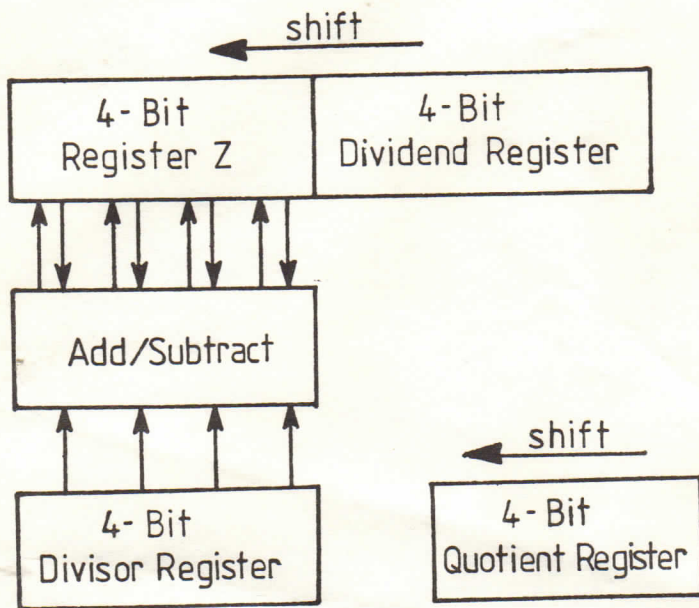 shift
4-Bit
Register Z
4-Bit
Dividend Register
Add/Subtract
shift
4-Bit
Divisor Register
4-Bit
Quotient Register